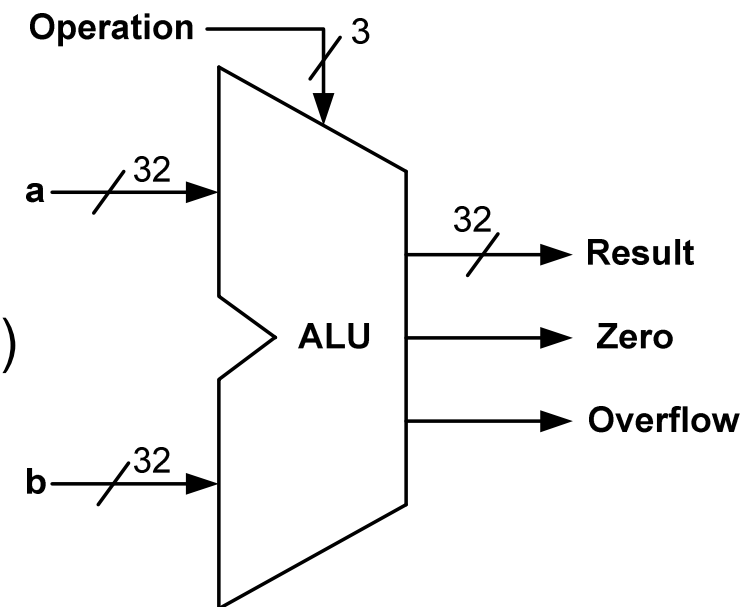 Operation
3
a
32
32
Result
)
ALU
Zero
Overflow
b
32